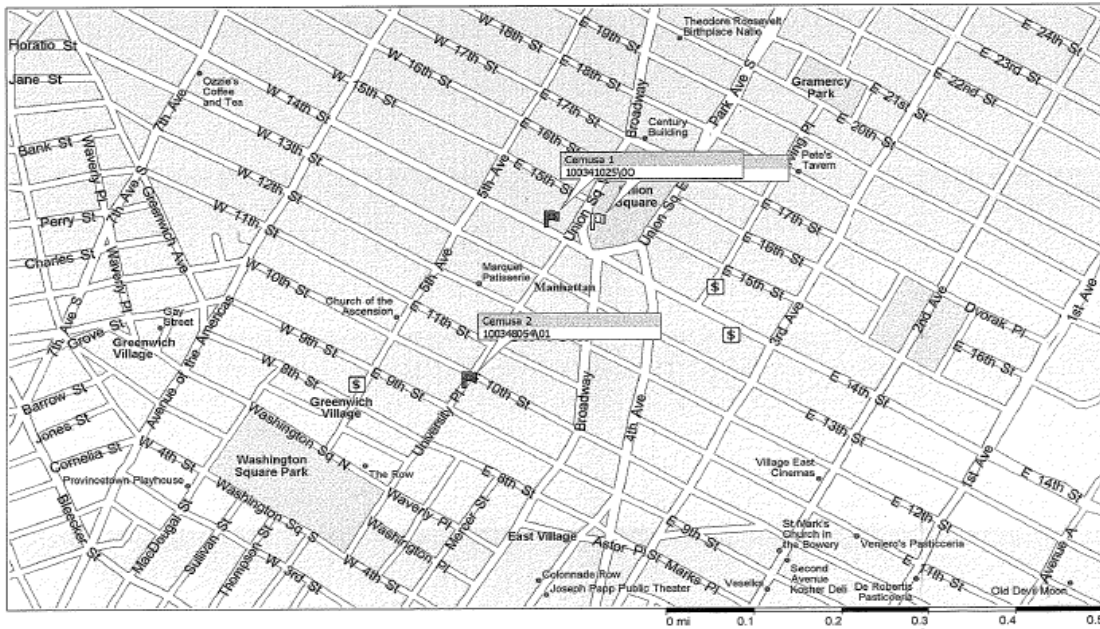 Horatio St
Jane St
Bank St
Perry St
Charles St
Waverly Pl
Waverly Pl
7th Ave S
7th Ave S
Greenwich Ave
Ozzie's
Coffee
and Tea
7th Ave
W 11th St
W 12th St
W 13th St
W 14th St
W 15th St
W 16th St
W 17th St
W 18th St
E 19th St
E 18th St
E 17th St
E 16th St
E 15th St
Theodore Roosevelt
Birthplace Natio
Broadway
Century
Building
Park Ave S
Gramercy
Park
E 24th St
E 23rd St
E 22nd St
E 21st St
E 20th St
Pete's
Tavern
E 17th St
E 16th St
E 15th St
Cemusa 1
100341025\00
Union Sq
Square
Union Sq
5th Ave
5th Ave
Marquet
Patisserie
Manhattan
Church of the
Ascension
E 11th St
Cemusa 2
100348054\01
E 10th St
W 10th St
W 9th St
W 8th St
E 9th St
Greenwich
Village
$
$
$
Gay
Street
Grove St
Greenwich
Village
7th Ave S
Avenue of the Americas
Barrow St
Jones St
Cornelia St
W 4th St
Provincetown Playhouse
Bleecker St
MacDougal St
Sullivan St
Thompson St
W 3rd St
Washington Sq N
Washington
Square Park
Washington Sq S
W 4th St
The Row
University Pl
Waverly Pl
Washington Pl
Mercer St
E 8th St
Broadway
4th Ave
3rd Ave
2nd Ave
1st Ave
1st Ave
Dvorak Pl
E 16th St
E 14th St
E 13th St
E 14th St
E 12th St
E 11th St
Avenue A
Village East
Cinemas
East Village
Astor Pl
St Marks Pl
E 9th St
St Mark's
Church in
the Bowery
Veniero's Pasticceria
Colonnade Row
Joseph Papp Public Theater
Veselka
Second
Avenue
Kosher Deli
De Robertis
Pasticceria
Old Devil Moon
0 mi
0.1
0.2
0.3
0.4
0.5